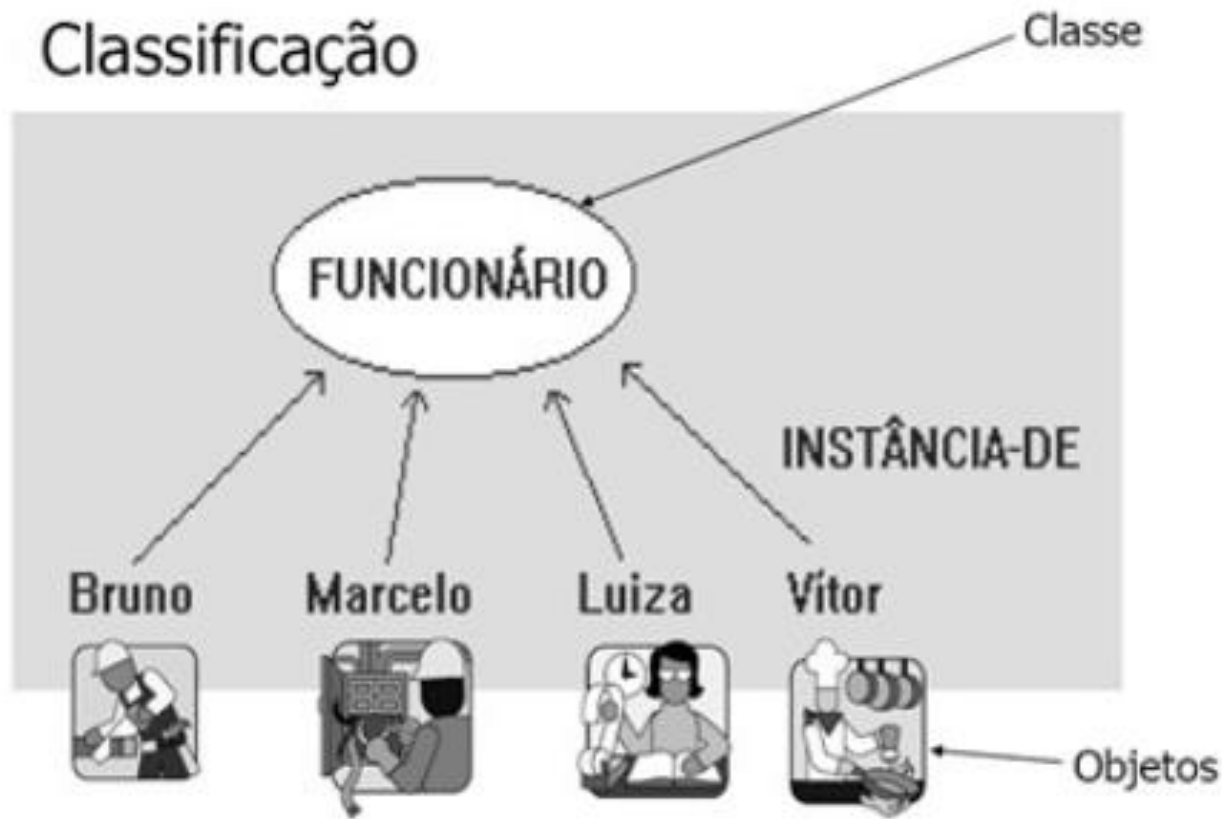 Classificação
Classe
FUNCIONÁRIO
INSTÂNCIA-DE
Bruno Marcelo Luiza Vítor
Objetos